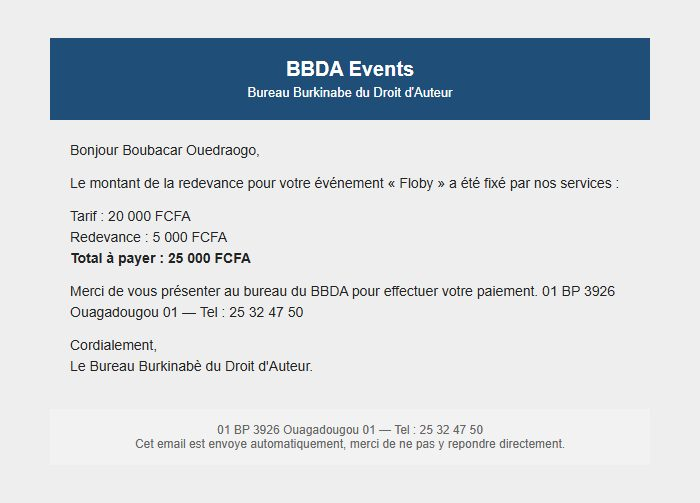 BBDA Events
Bureau Burkinabe du Droit d'Auteur
Bonjour Boubacar Ouedraogo,
Le montant de la redevance pour votre événement « Floby » a été fixé par nos services :
Tarif : 20 000 FCFA
Redevance : 5 000 FCFA
Total à payer : 25 000 FCFA
Merci de vous présenter au bureau du BBDA pour effectuer votre paiement. 01 BP 3926
Ouagadougou 01 — Tel : 25 32 47 50
Cordialement,
Le Bureau Burkinabè du Droit d'Auteur.
01 BP 3926 Ouagadougou 01 — Tel : 25 32 47 50
Cet email est envoye automatiquement, merci de ne pas y repondre directement.